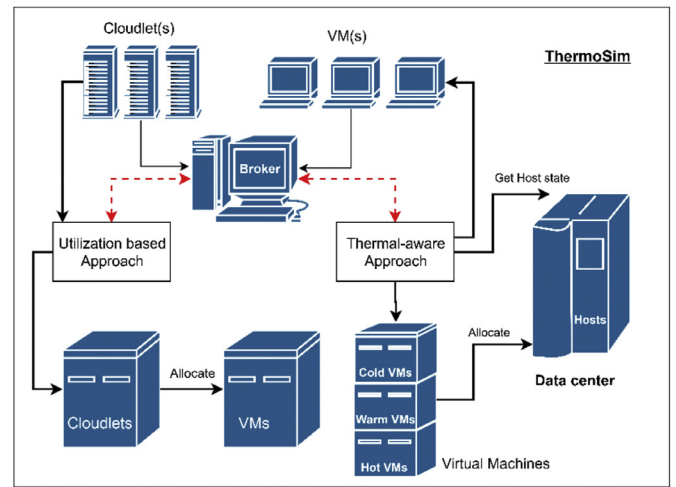 Cloudlet(s)
VM(s)
ThermoSim
Broker
Get Host state
Utilization based
Approach
Thermal-aware
Approach
Hosts
Allocate
Cold VMs
Allocate
Data center
Cloudlets
VMs
Warm VMs
Hot VMs
Virtual Machines